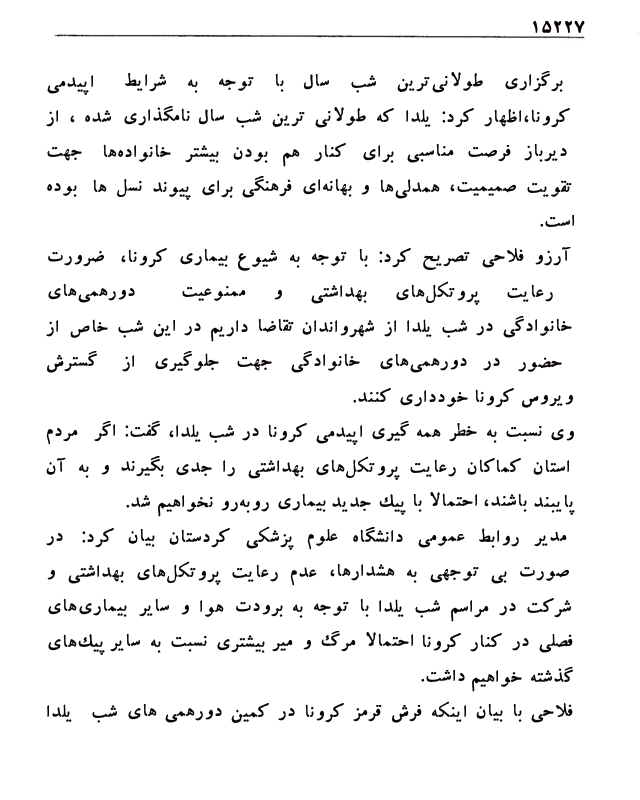 ۱۵۲۲۷
برگزاری طولانی‌ترین شب سال با توجه به شرایط اپیدمی
کرونا،اظهار کرد: یلدا که طولانی ترین شب سال نامگذاری شده ، از
دیرباز فرصت مناسبی برای کنار هم بودن بیشتر خانواده‌ها جهت
تقویت صمیمیت، همدلی‌ها و بهانه‌ای فرهنگی برای پیوند نسل ها بوده
است.
آرزو فلاحی تصریح کرد: با توجه به شیوع بیماری کرونا، ضرورت
رعایت پروتکل‌های بهداشتی و ممنوعیت دورهمی‌های
خانوادگی در شب یلدا از شهروندان تقاضا داریم در این شب خاص از
حضور در دورهمی‌های خانوادگی جهت جلوگیری از گسترش
ویروس کرونا خودداری کنند.
وی نسبت به خطر همه گیری اپیدمی کرونا در شب یلدا، گفت: اگر مردم
استان کماکان رعایت پروتکل‌های بهداشتی را جدی بگیرند و به آن
پایبند باشند، احتمالا با پیك جدید بیماری روبه‌رو نخواهیم شد.
مدیر روابط عمومی دانشگاه علوم پزشکی کردستان بیان کرد: در
صورت بی توجهی به هشدارها، عدم رعایت پروتکل‌های بهداشتی و
شرکت در مراسم شب یلدا با توجه به برودت هوا و سایر بیماری‌های
فصلی در کنار کرونا احتمالا مرگ و میر بیشتری نسبت به سایر پیك‌های
گذشته خواهیم داشت.
فلاحی با بیان اینکه فرش قرمز کرونا در کمین دورهمی های شب یلدا